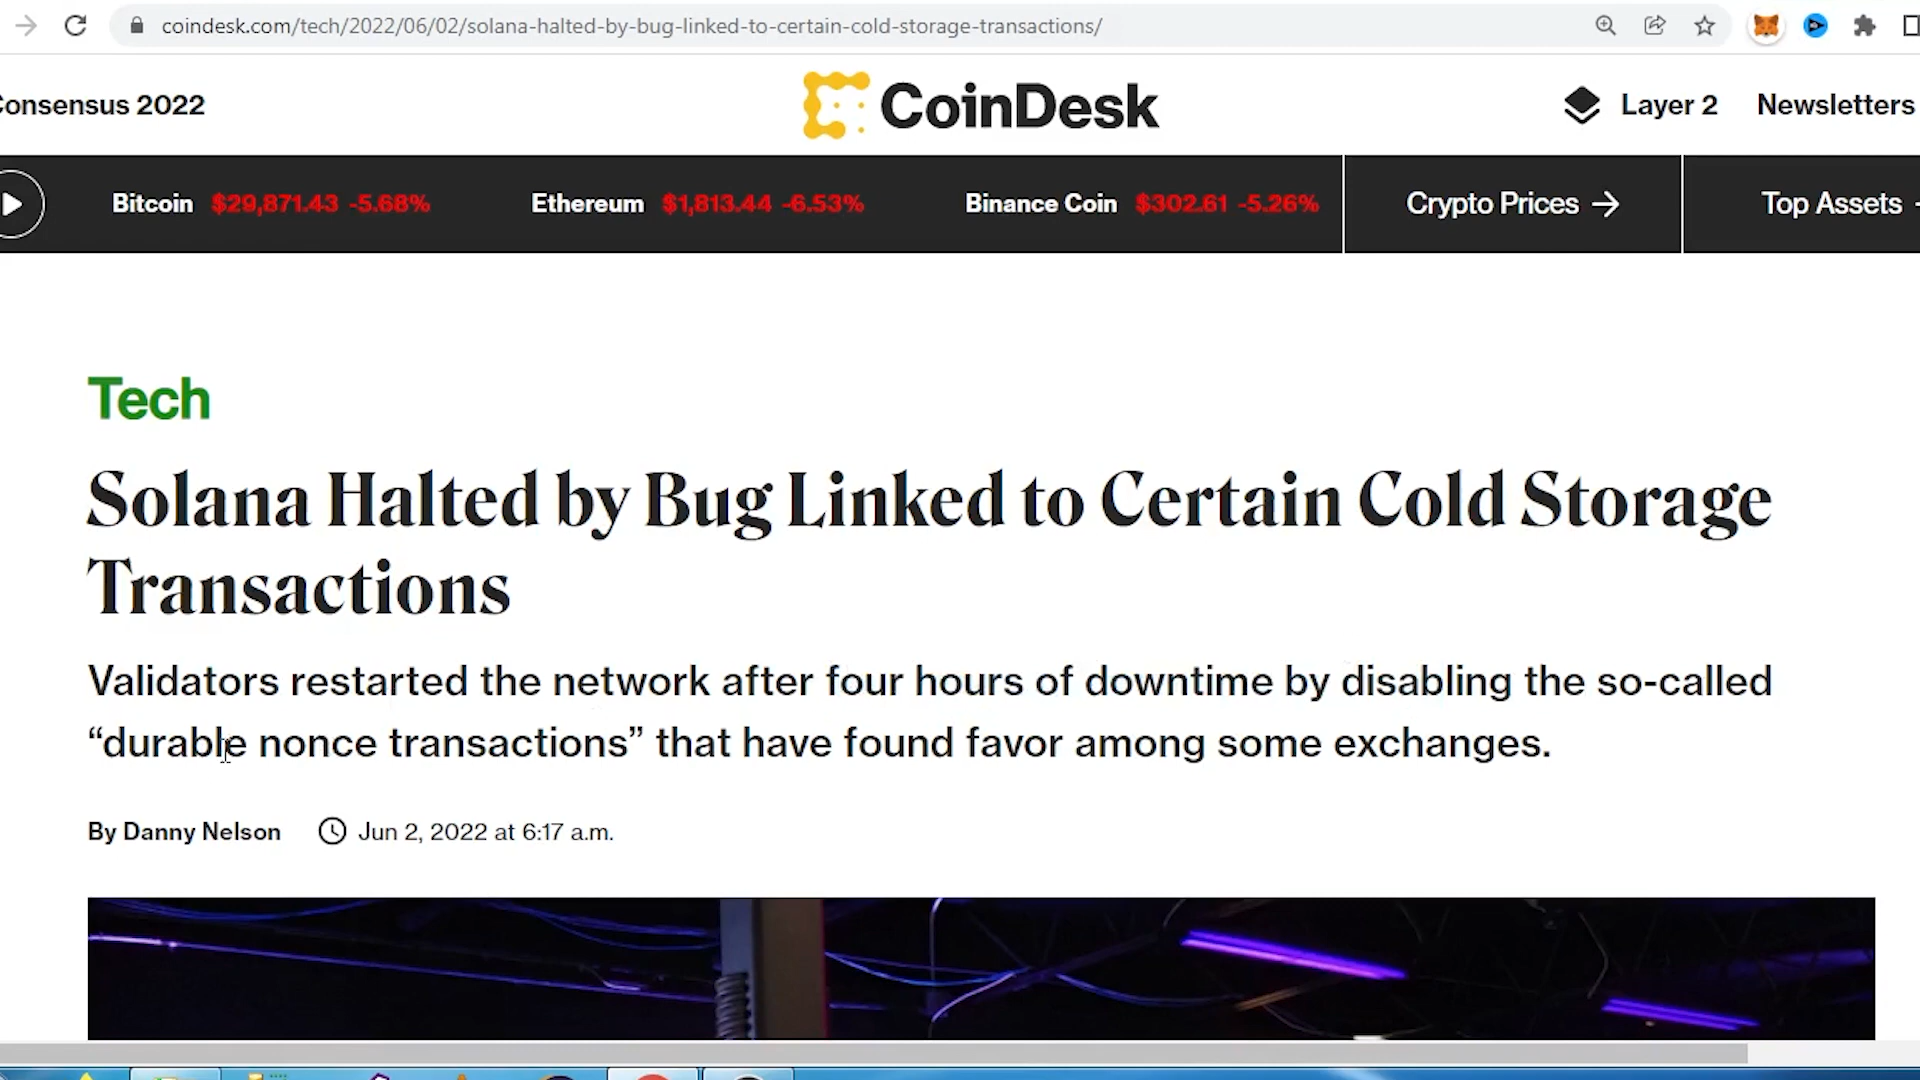 coindesk.com/tech/2022/06/02/solana-halted-by-bug-linked-to-certain-cold-storage-transactions/
Consensus 2022
CoinDesk
Layer 2
Newsletters
Bitcoin $29,871.43 -5.68%
Ethereum $1,813.44 -6.53%
Binance Coin $302.61 -5.26%
Crypto Prices →
Top Assets
Tech
Solana Halted by Bug Linked to Certain Cold Storage
Transactions
Validators restarted the network after four hours of downtime by disabling the so-called
“durable nonce transactions” that have found favor among some exchanges.
By Danny Nelson
Jun 2, 2022 at 6:17 a.m.